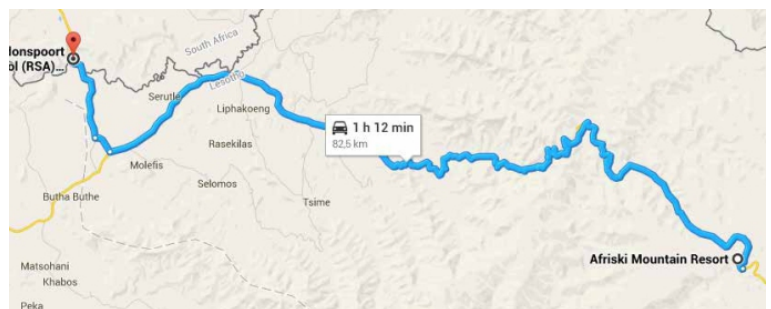 lonspoort
ol (RSA)...
South Africa
Lesotho
Serutle
Liphakoeng
1 h 12 min
82,5 km
Rasekilas
Molefis
Selomos
Butha Buthe
Tsime
Afriski Mountain Resort
Matsohani
Khabos
Peka